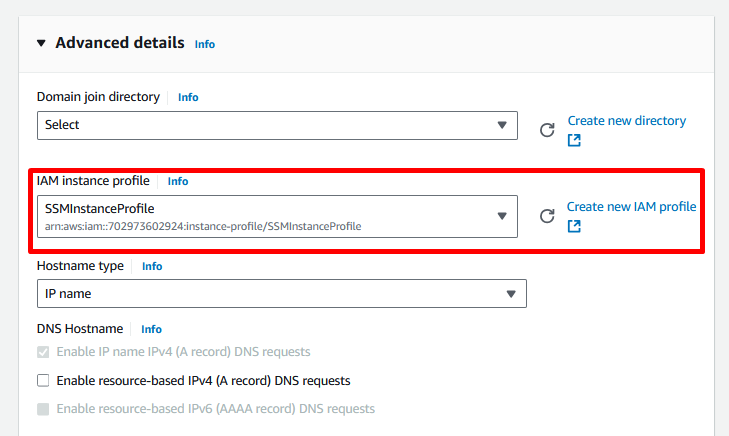 Advanced details Info
Domain join directory Info
Select
Create new directory
IAM instance profile Info
SSMInstanceProfile
arn:aws:iam::702973602924:instance-profile/SSMInstanceProfile
Create new IAM profile
Hostname type Info
IP name
DNS Hostname Info
Enable IP name IPv4 (A record) DNS requests
Enable resource-based IPv4 (A record) DNS requests
Enable resource-based IPv6 (AAAA record) DNS requests